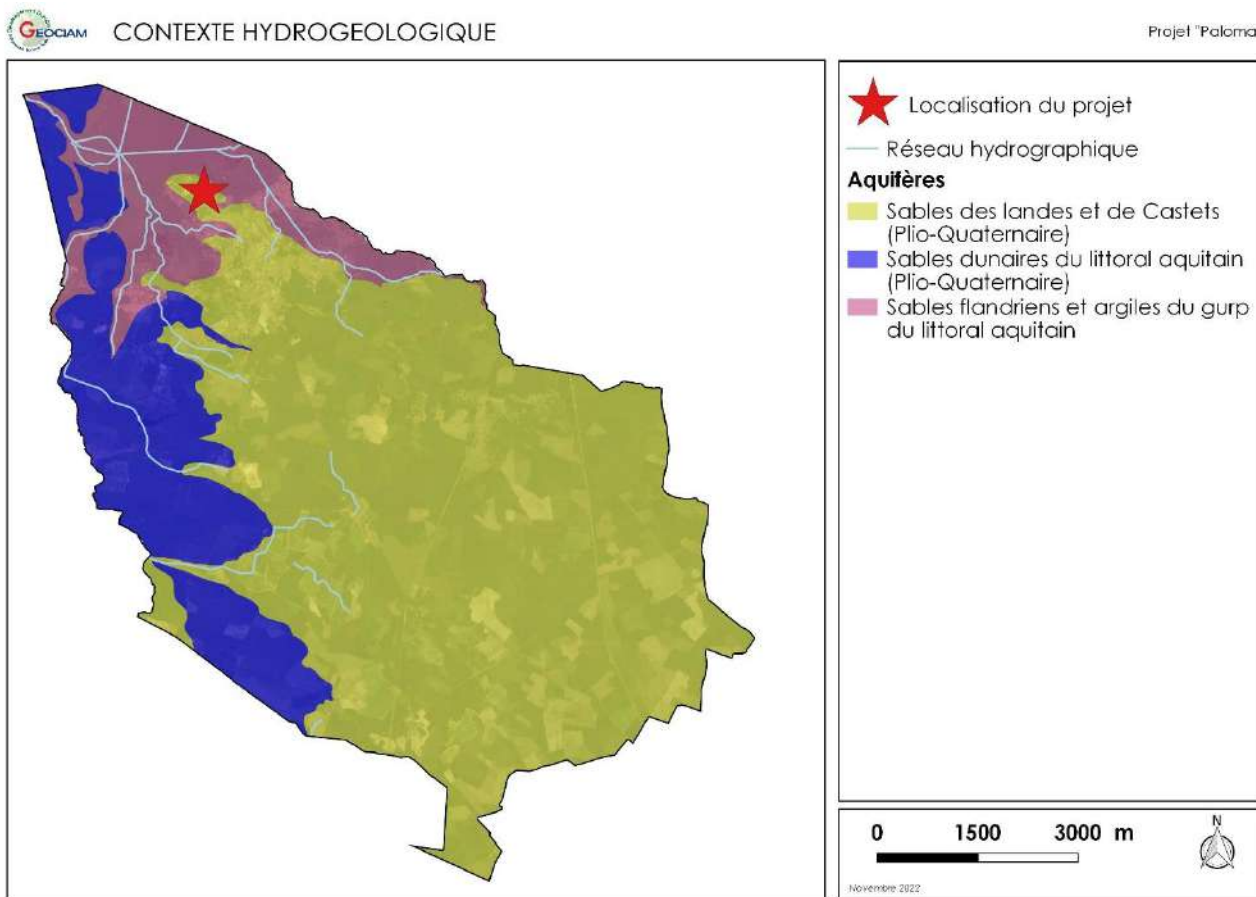 GEOCIAM
CONTEXTE HYDROGEOLOGIQUE
Projet "Paloma
Localisation du projet
Réseau hydrographique
Aquifères
Sables des landes et de Castets
(Plio-Quaternaire)
Sables dunaires du littoral aquitain
(Plio-Quaternaire)
Sables flandriens et argiles du gurp
du littoral aquitain
0 1500 3000 m
N
Novembre 2022